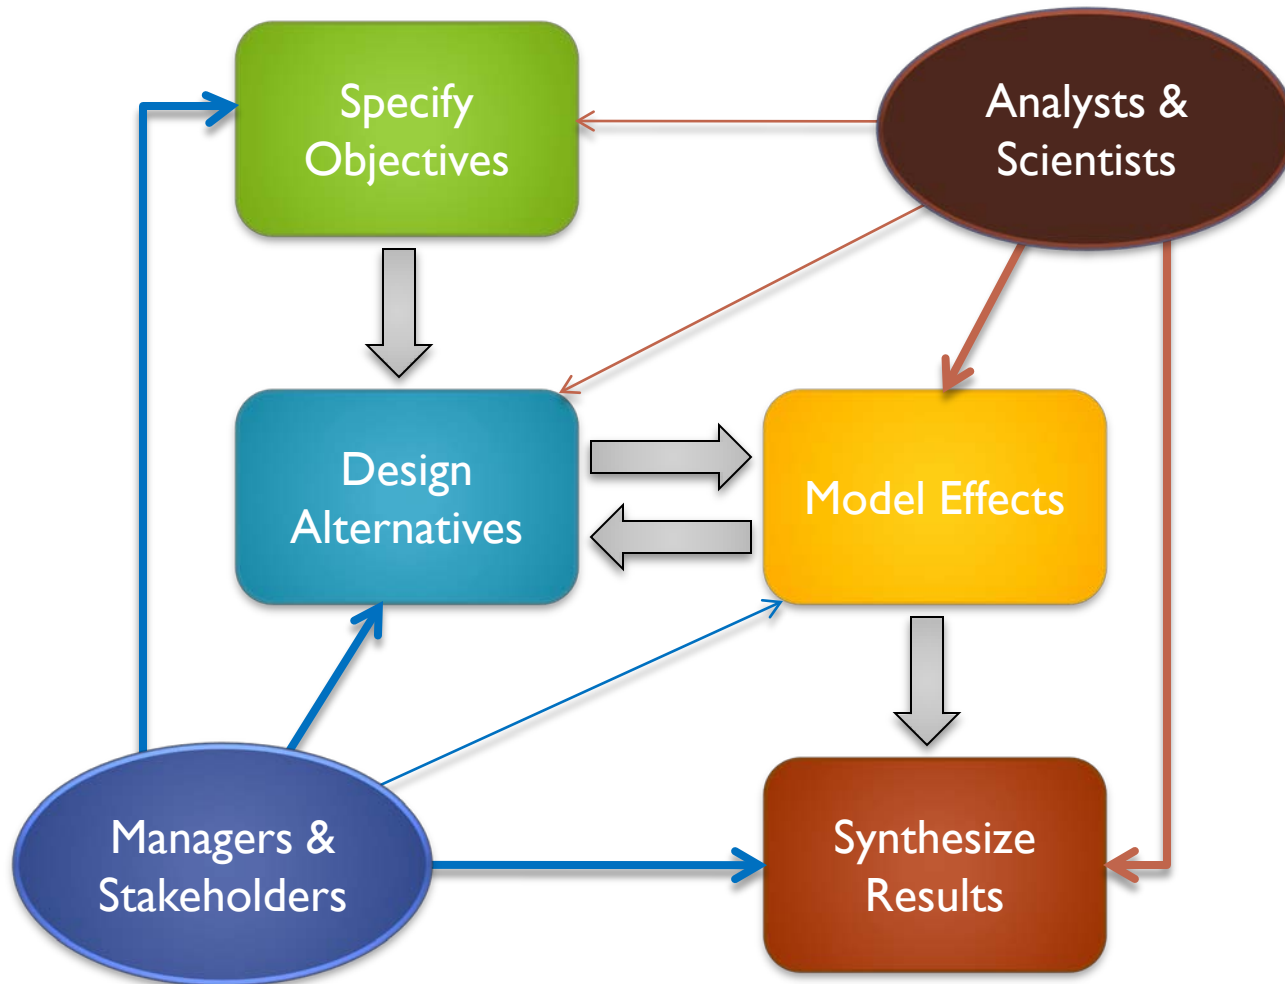 Specify
Objectives
Analysts &
Scientists
Design
Alternatives
Model Effects
Managers &
Stakeholders
Synthesize
Results